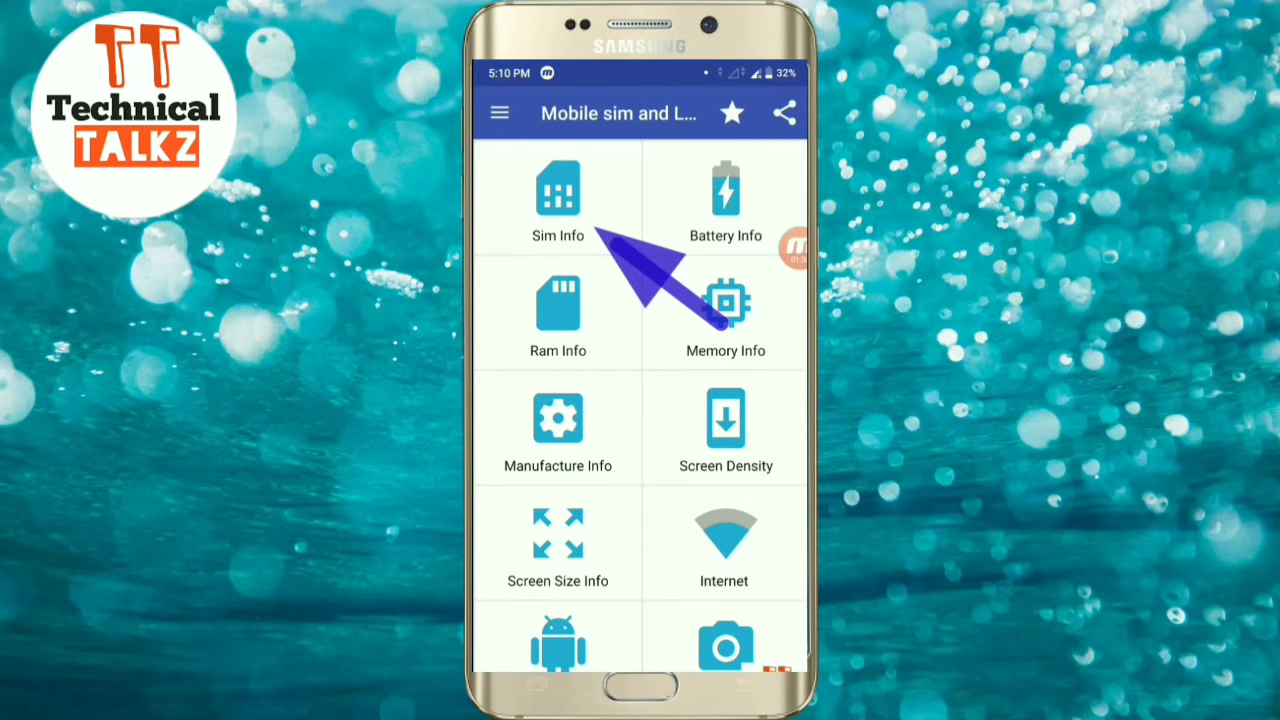 TT
Technical
TALKZ
SAMSUNG
5:10 PM
32%
Mobile sim and L...
Sim Info
Battery Info
Ram Info
Memory Info
Manufacture Info
Screen Density
Screen Size Info
Internet